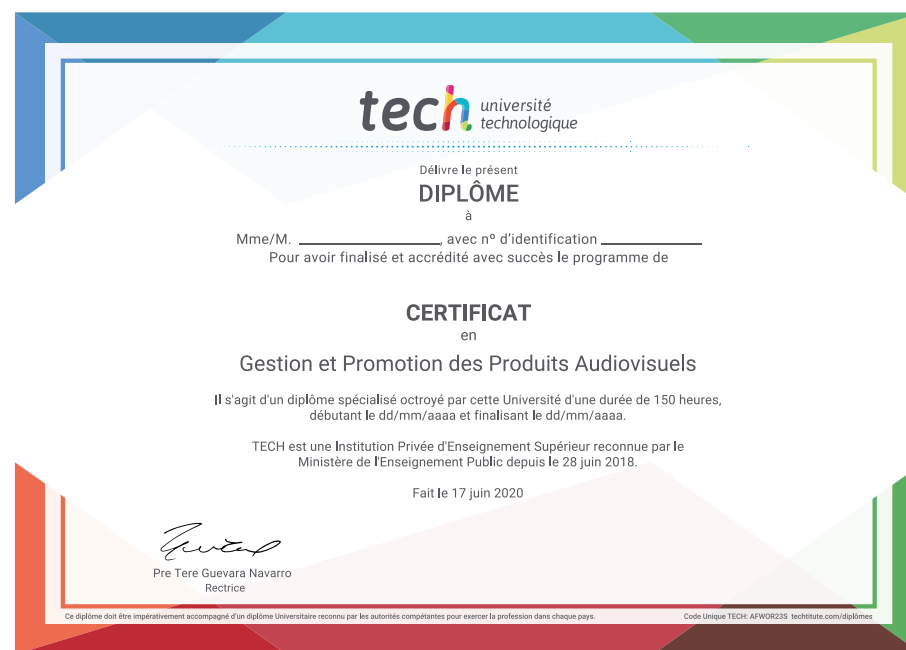 tech université
technologique
Délivre le présent
DIPLÔME
à
Mme/M. ____________________, avec nº d'identification ______________
Pour avoir finalisé et accrédité avec succès le programme de
CERTIFICAT
en
Gestion et Promotion des Produits Audiovisuels
Il s'agit d'un diplôme spécialisé octroyé par cette Université d'une durée de 150 heures,
débutant le dd/mm/aaaa et finalisant le dd/mm/aaaa.
TECH est une Institution Privée d'Enseignement Supérieur reconnue par le
Ministère de l'Enseignement Public depuis le 28 juin 2018.
Fait le 17 juin 2020
Pre Tere Guevara Navarro
Rectrice
Ce diplôme doit être impérativement accompagné d'un diplôme Universitaire reconnu par les autorités compétentes pour exercer la profession dans chaque pays.
Code Unique TECH: AFWOR23S techtitute.com/diplômes